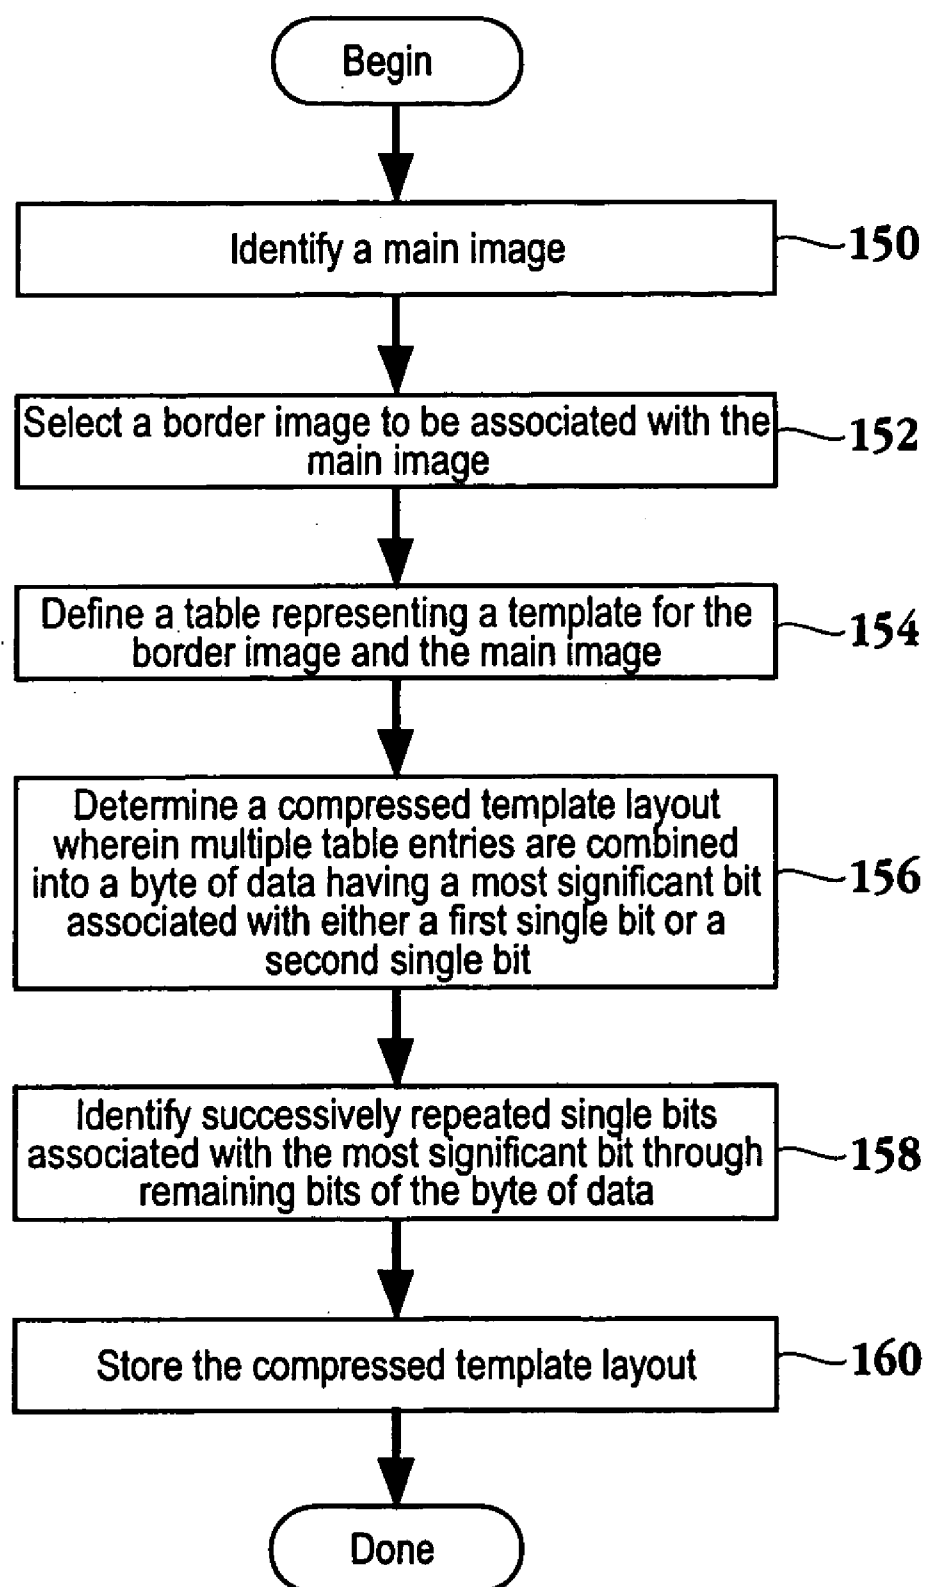 Begin
Identify a main image
150
Select a border image to be associated with the
main image
152
Define a table representing a template for the
border image and the main image
154
Determine a compressed template layout
wherein multiple table entries are combined
into a byte of data having a most significant bit
associated with either a first single bit or a
second single bit
156
Identify successively repeated single bits
associated with the most significant bit through
remaining bits of the byte of data
158
Store the compressed template layout
160
Done